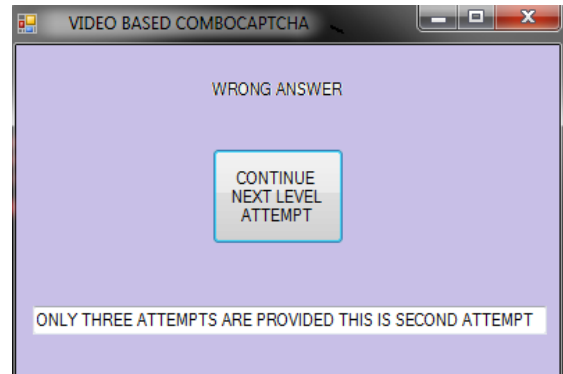 VIDEO BASED COMBOCAPTCHA
WRONG ANSWER
CONTINUE
NEXT LEVEL
ATTEMPT
ONLY THREE ATTEMPTS ARE PROVIDED THIS IS SECOND ATTEMPT